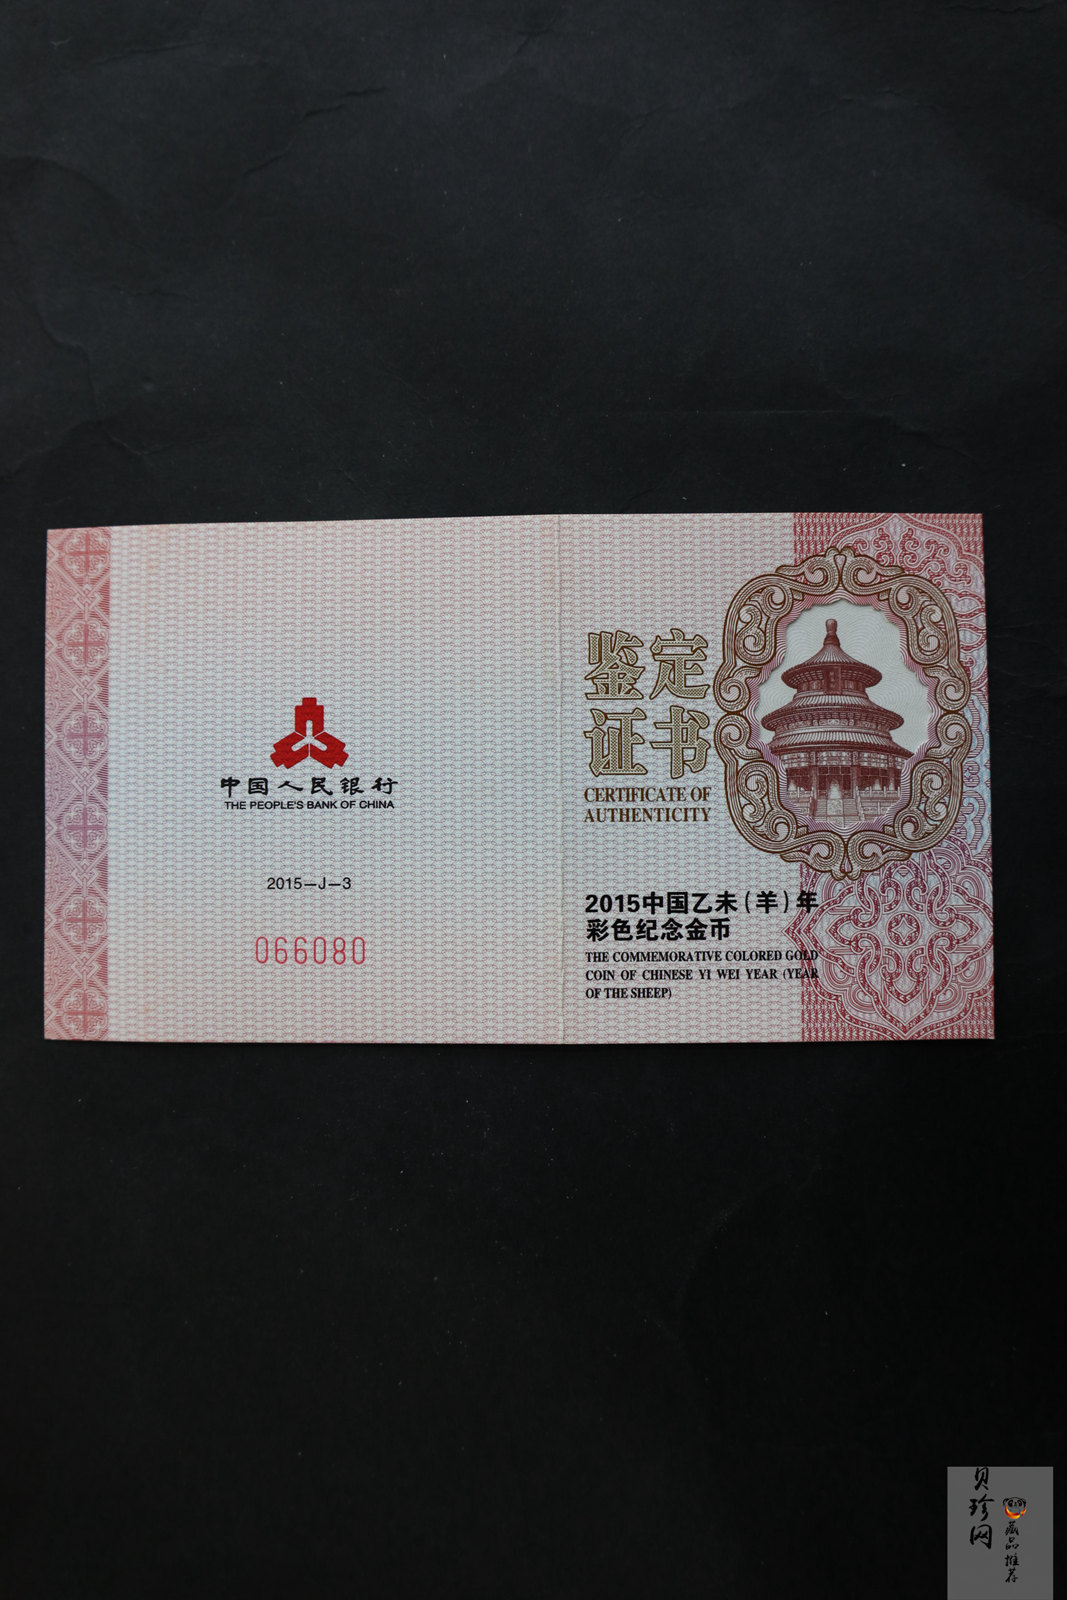 中国人民银行
THE PEOPLE'S BANK OF CHINA
2015—J—3
066080
鉴定
证书
CERTIFICATE OF
AUTHENTICITY
2015中国乙未(羊)年
彩色纪念金币
THE COMMEMORATIVE COLORED GOLD
COIN OF CHINESE YI WEI YEAR (YEAR
OF THE SHEEP)
贝珍网
藏品推荐